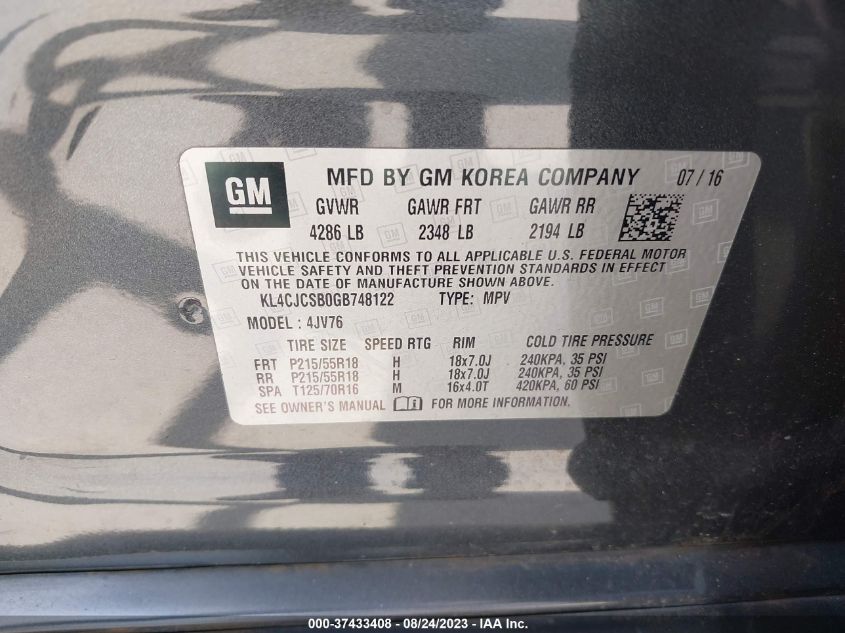 GM MFD BY GM KOREA COMPANY 07/16
GVWR GAWR FRT GAWR RR
4286 LB 2348 LB 2194 LB
THIS VEHICLE CONFORMS TO ALL APPLICABLE U.S. FEDERAL MOTOR
VEHICLE SAFETY AND THEFT PREVENTION STANDARDS IN EFFECT
ON THE DATE OF MANUFACTURE SHOWN ABOVE.
KL4CJCSB0GB748122 TYPE: MPV
MODEL : 4JV76
TIRE SIZE SPEED RTG RIM COLD TIRE PRESSURE
FRT P215/55R18 H 18x7.0J 240KPA, 35 PSI
RR P215/55R18 H 18x7.0J 240KPA, 35 PSI
SPA T125/70R16 M 16x4.0T 420KPA, 60 PSI
SEE OWNER'S MANUAL FOR MORE INFORMATION.
000-37433408 - 08/24/2023 - IAA Inc.